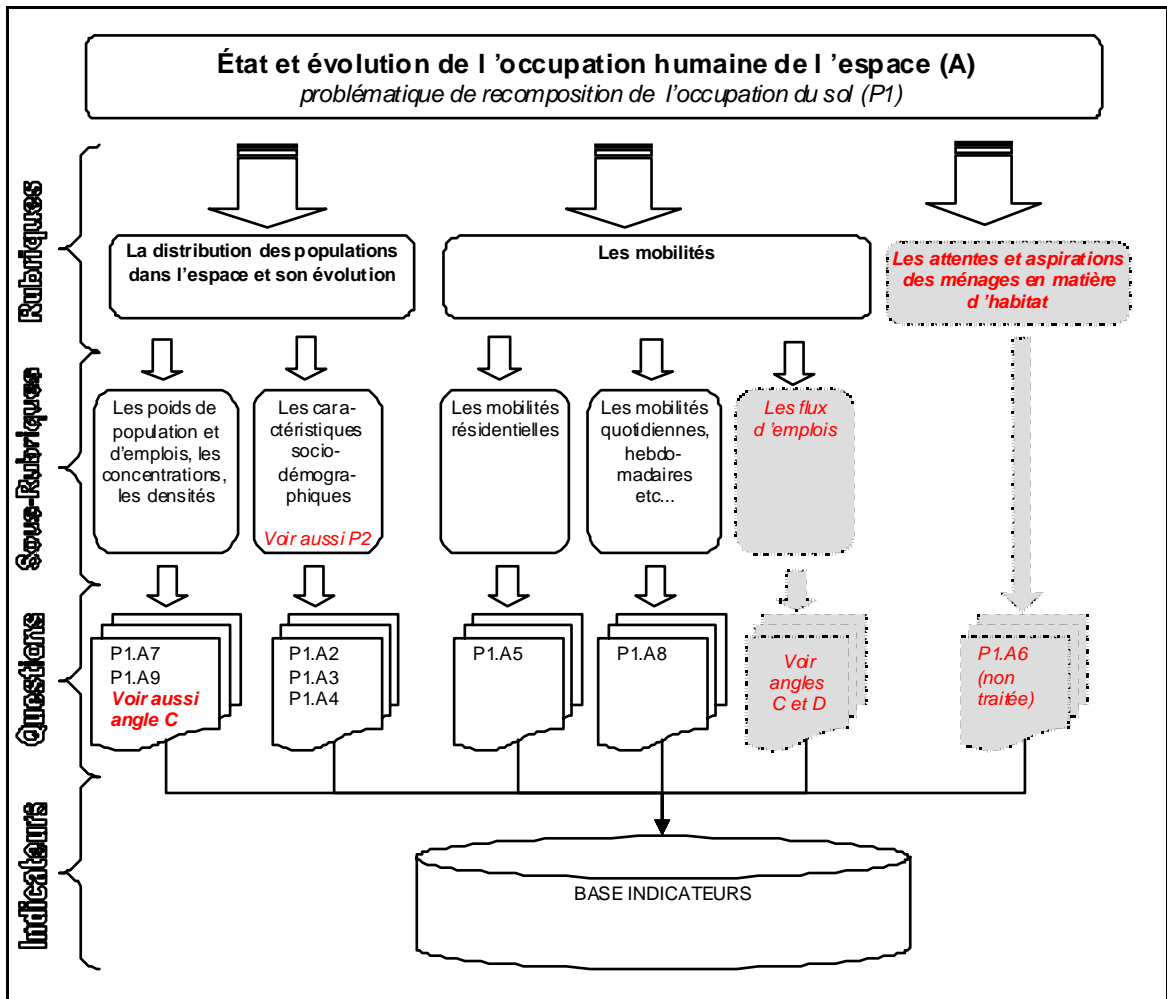 État et évolution de l ’occupation humaine de l ’espace (A)
problématique de recomposition de l’occupation du sol (P1)
Rubriques
La distribution des populations
dans l’espace et son évolution
Les mobilités
Les attentes et aspirations
des ménages en matière
d ’habitat
Sous-Rubriques
Les poids de
population et
d’emplois, les
concentrations,
les densités
Les carac-
téristiques
socio-
démogra-
phiques
Voir aussi P2
Les mobilités
résidentielles
Les mobilités
quotidiennes,
hebdo-
madaires
etc...
Les flux
d ’emplois
Questions
P1.A7
P1.A9
Voir aussi
angle C
P1.A2
P1.A3
P1.A4
P1.A5
P1.A8
Voir
angles
C et D
P1.A6
(non
traitée)
Indicateurs
BASE INDICATEURS